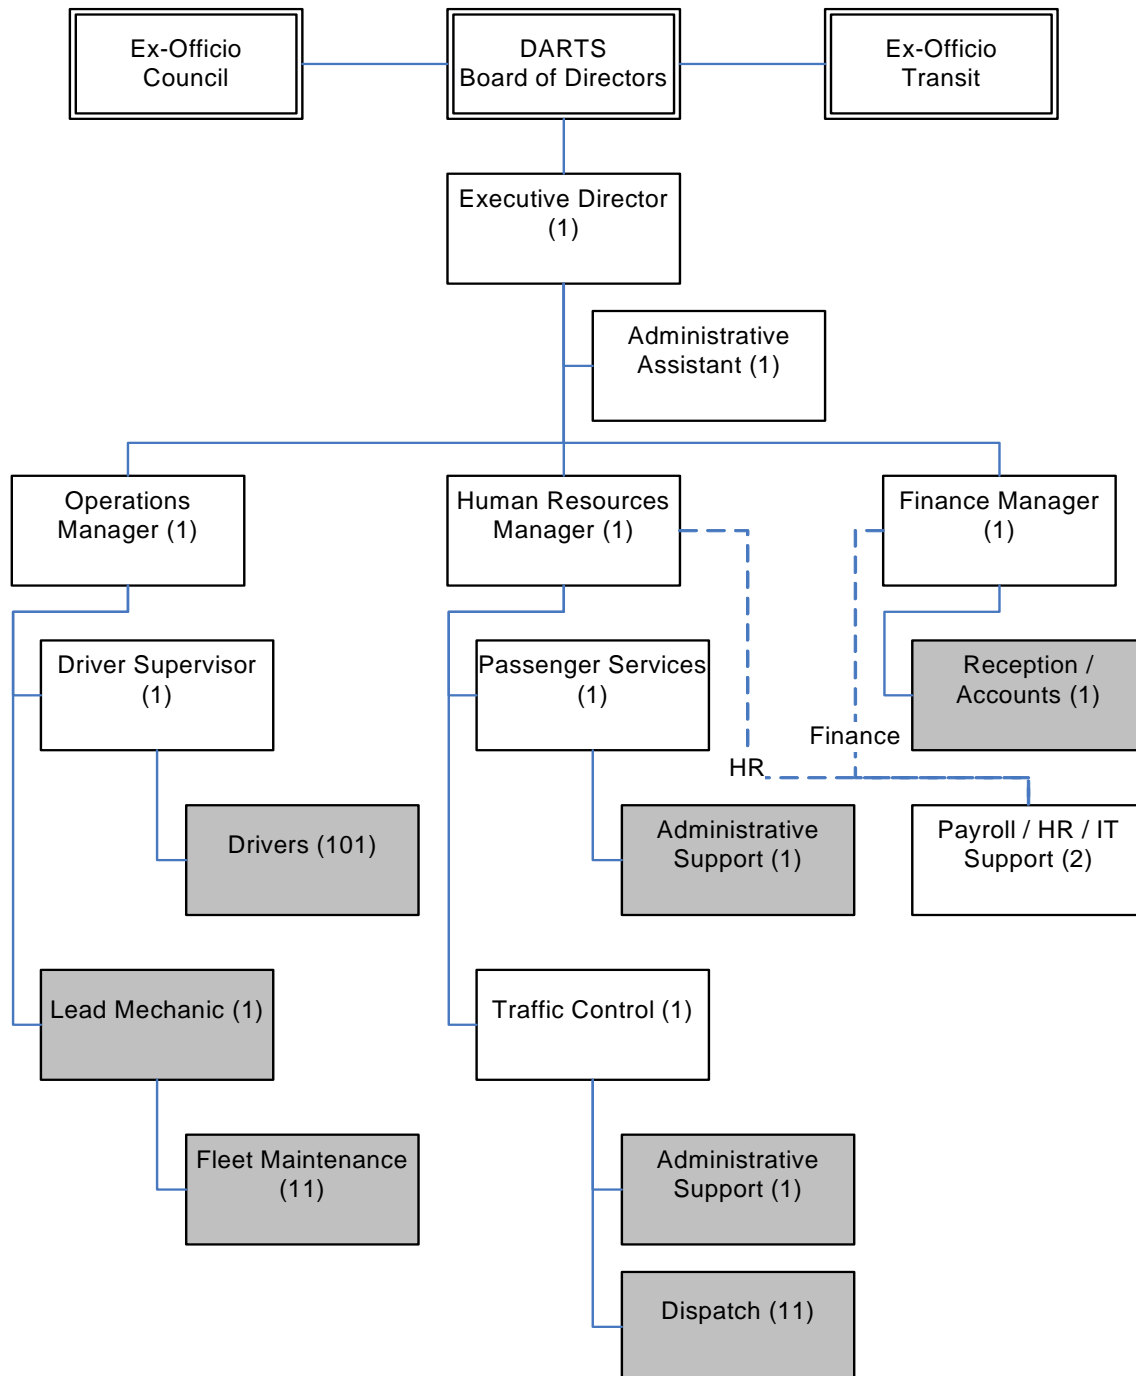 Ex-Officio
Council
DARTS
Board of Directors
Ex-Officio
Transit
Executive Director
(1)
Administrative
Assistant (1)
Operations
Manager (1)
Human Resources
Manager (1)
Finance Manager
(1)
Driver Supervisor
(1)
Passenger Services
(1)
Reception /
Accounts (1)
Finance
HR
Drivers (101)
Administrative
Support (1)
Payroll / HR / IT
Support (2)
Lead Mechanic (1)
Traffic Control (1)
Fleet Maintenance
(11)
Administrative
Support (1)
Dispatch (11)